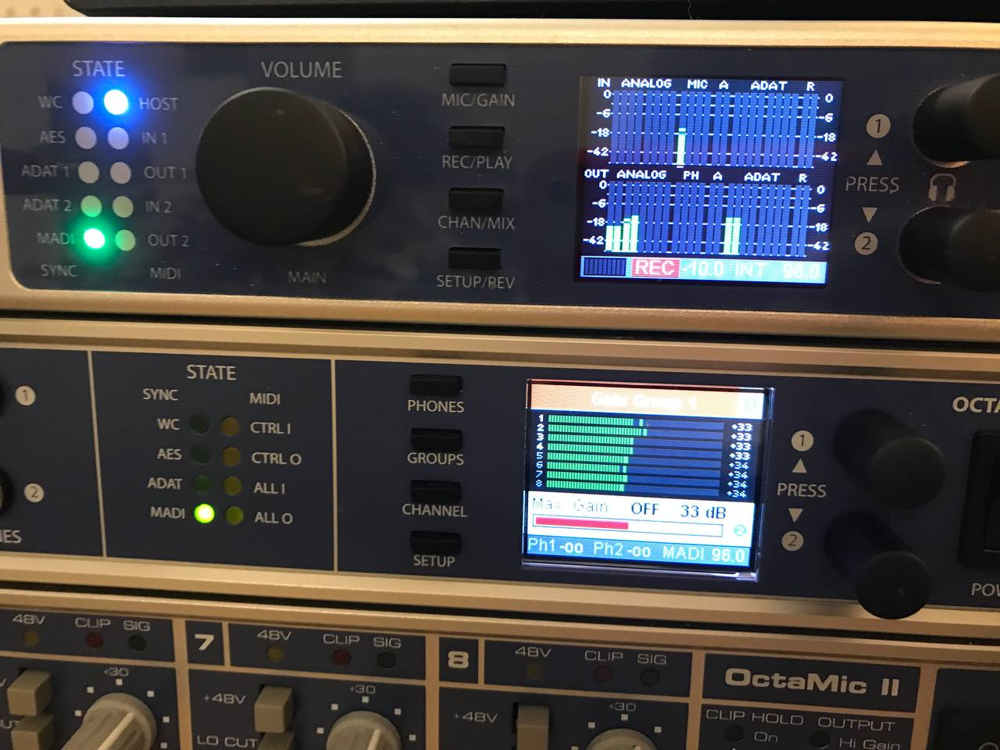 STATE
VOLUME
WC HOST
AES IN 1
ADAT 1 OUT 1
ADAT 2 IN 2
MADI OUT 2
SYNC MIDI
MAIN
MIC/GAIN
REC/PLAY
CHAN/MIX
SETUP/REV
IN ANALOG MIC A ADAT R
0 0
-6 -6
-18 -18
-42 -42
OUT ANALOG PH A ADAT R
0 0
-6 -6
-18 -18
-42 -42
REC -10.0 INT 96.0
1
PRESS
2
1
2
STATE
SYNC MIDI
WC CTRL I
AES CTRL O
ADAT ALL I
MADI ALL O
PHONES
GROUPS
CHANNEL
SETUP
Gain Group 1
1 +33
2 +33
3 +33
4 +33
5 +33
6 +34
7 +34
8 +34
Max Gain OFF 33 dB
2
Ph1 -oo Ph2 -oo MADI 96.0
1
PRESS
2
48V CLIP SIG
+30
7
48V CLIP SIG
+30
+48V
LO CUT
8
48V CLIP SIG
+30
+48V
OctaMic II
CLIP HOLD OUTPUT
On Hi Gain